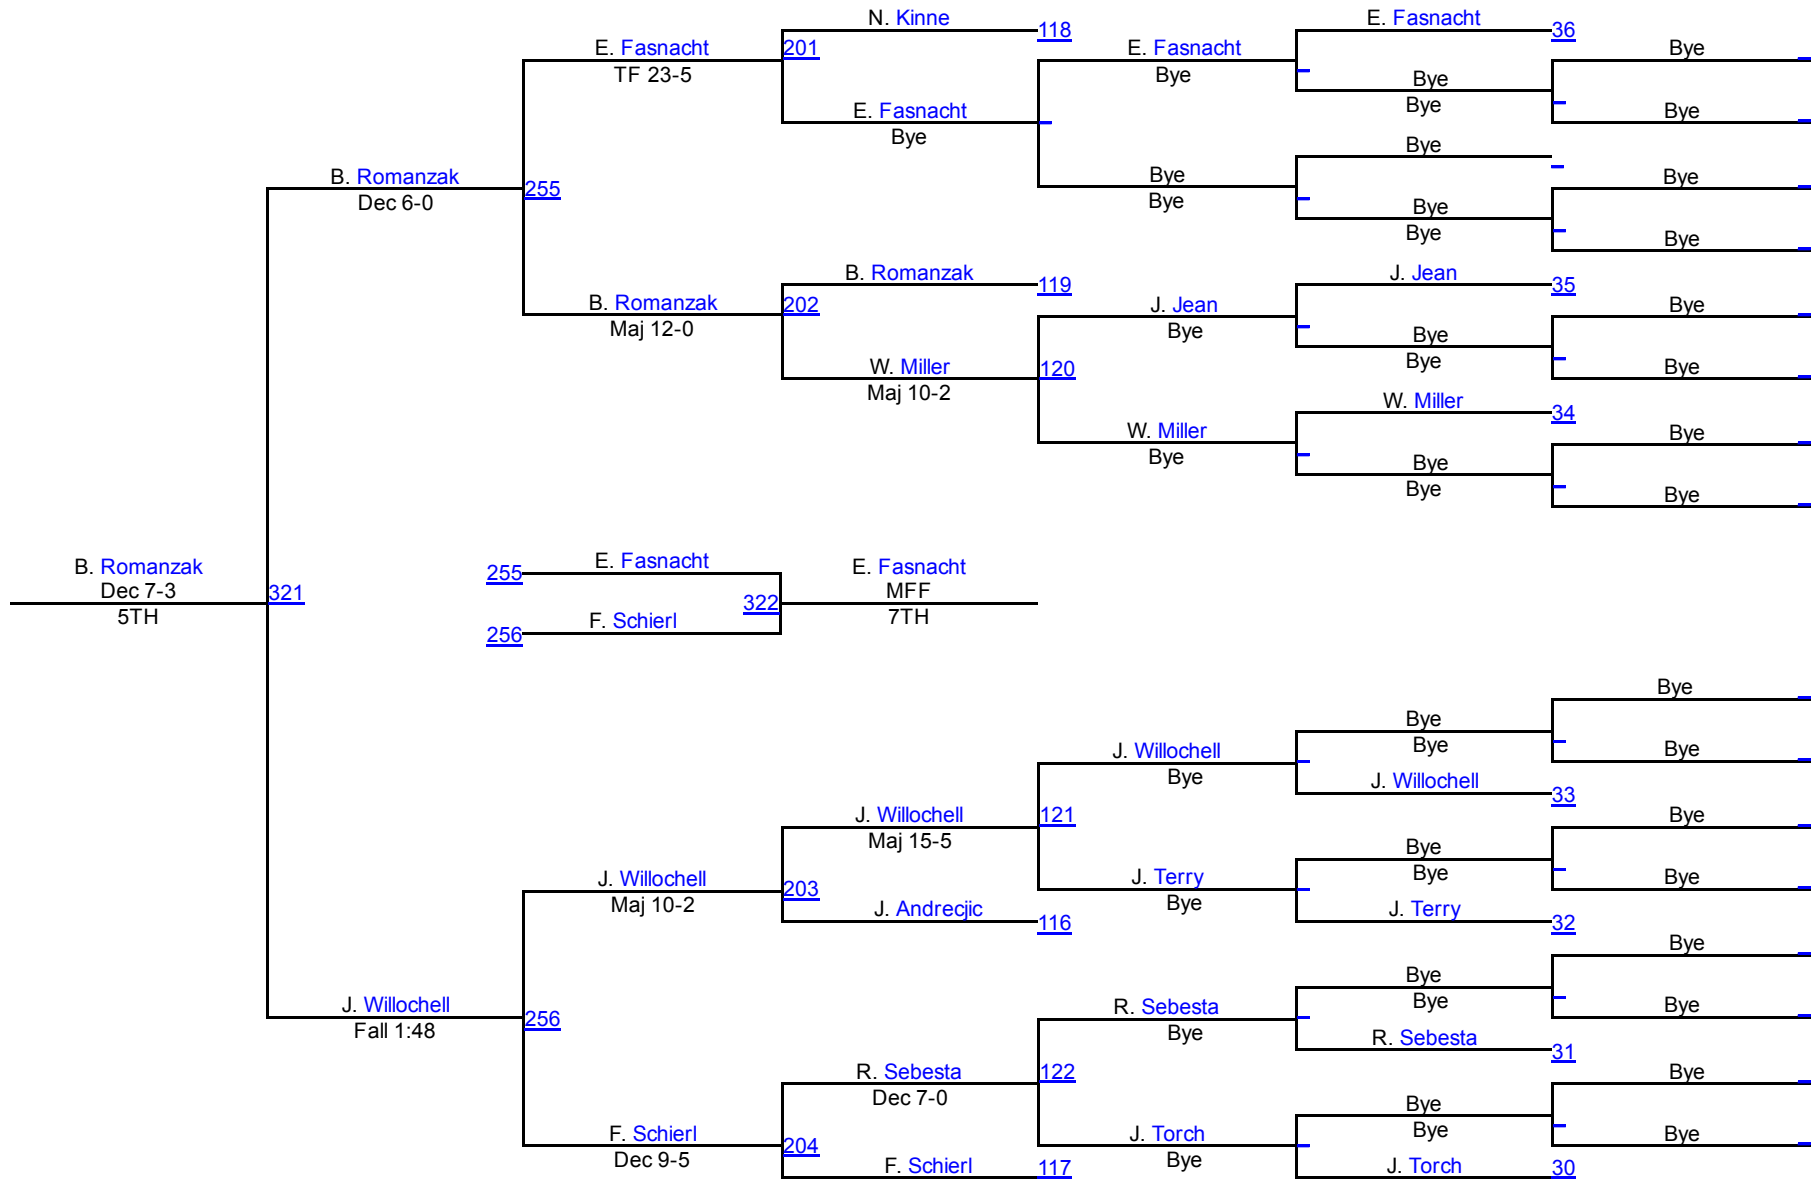 N. Kinne
118
E. Fasnacht
36
E. Fasnacht
TF 23-5
201
E. Fasnacht
Bye
Bye
Bye
Bye
E. Fasnacht
Bye
Bye
Bye
B. Romanzak
Dec 6-0
255
Bye
Bye
Bye
Bye
Bye
Bye
B. Romanzak
119
J. Jean
35
B. Romanzak
Maj 12-0
202
J. Jean
Bye
Bye
Bye
Bye
W. Miller
Maj 10-2
120
Bye
W. Miller
34
W. Miller
Bye
Bye
Bye
Bye
Bye
B. Romanzak
Dec 7-3
5TH
321
255
E. Fasnacht
322
E. Fasnacht
MFF
7TH
256
F. Schierl
Bye
Bye
Bye
J. Willochell
Bye
Bye
J. Willochell
33
J. Willochell
Maj 15-5
121
Bye
Bye
Bye
J. Willochell
Maj 10-2
203
J. Terry
Bye
Bye
J. Andrecjic
116
J. Terry
32
Bye
Bye
Bye
J. Willochell
Fall 1:48
256
R. Sebesta
Bye
Bye
R. Sebesta
31
R. Sebesta
Dec 7-0
122
Bye
Bye
Bye
F. Schierl
Dec 9-5
204
J. Torch
Bye
Bye
F. Schierl
117
J. Torch
30